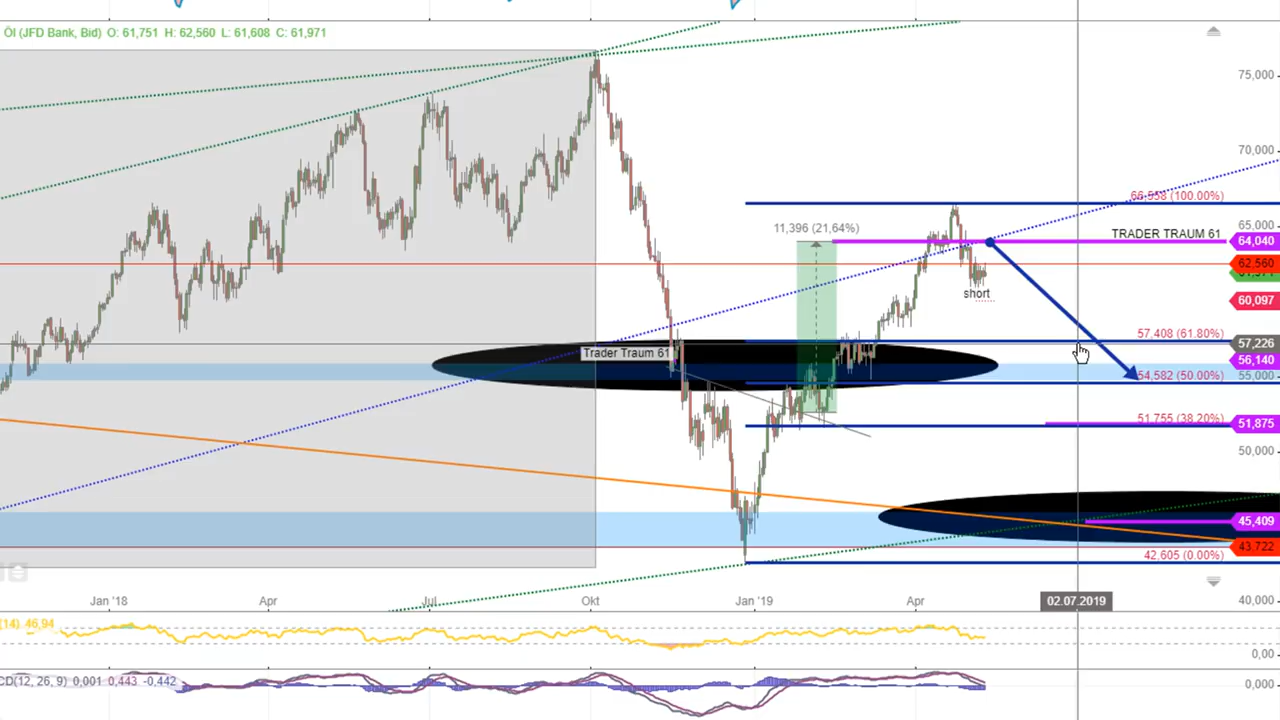 Öl (JFD Bank, Bid) O: 61,751 H: 62,560 L: 61,608 C: 61,971
75,000
70,000
66,558 (100.00%)
65,000
11,396 (21,64%)
TRADER TRAUM 61
64,040
62,560
short
60,097
57,408 (61.80%)
57,226
Trader Traum 61
56,140
54,582 (50.00%)
55,000
51,755 (38.20%)
51,875
50,000
45,409
43.722
42,605 (0.00%)
Jan '18
Apr
Jul
Okt
Jan '19
Apr
02.07.2019
40,000
(14) 46,94
0,00
CD(12, 26, 9) 0,001 0,443 -0,442
0,000